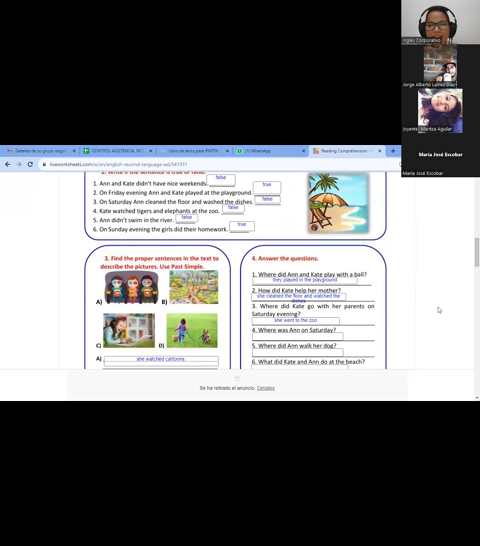 Ingles Corporativo
Jorge Alberto Lainez Diaz
(oyente) Maritza Aguilar
Maria José Escobar
Maria José Escobar
Detalles de su grupo asign
CONTROL ASISTENCIA, NOT
Libro de texto para
(1) WhatsApp
Reading Comprehension
liveworksheets.com/w/en/english-second-language-esl/541931
2. Write if the sentence is true or false.
false
1. Ann and Kate didn't have nice weekends.
true
2. On Friday evening Ann and Kate played at the playground.
false
3. On Saturday Ann cleaned the floor and washed the dishes.
false
4. Kate watched tigers and elephants at the zoo.
false
5. Ann didn't swim in the river.
true
6. On Sunday evening the girls did their homework.
3. Find the proper sentences in the text to
describe the pictures. Use Past Simple.
A)
B)
C)
D)
A)
she watched cartoons.
4. Answer the questions.
1. Where did Ann and Kate play with a ball?
they played in the playground
2. How did Kate help her mother?
she cleaned the floor and watched the
dishes
3. Where did Kate go with her parents on
Saturday evening?
she went to the zoo
4. Where was Ann on Saturday?
5. Where did Ann walk her dog?
6. What did Kate and Ann do at the beach?
Se ha retirado el anuncio. Detalles